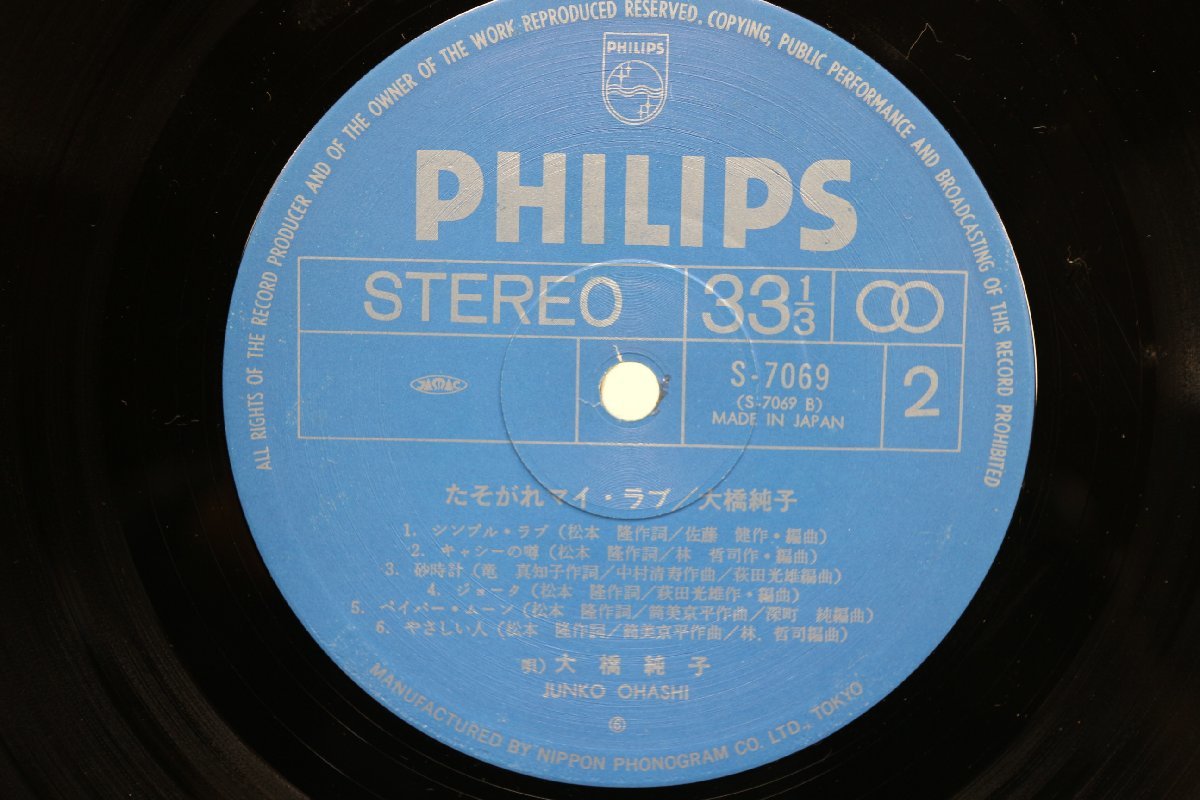 ALL RIGHTS OF THE RECORD PRODUCER AND OF THE OWNER OF THE WORK REPRODUCED RESERVED. COPYING, PUBLIC PERFORMANCE AND BROADCASTING OF THIS RECORD PROHIBITED
PHILIPS
PHILIPS
STEREO 33 1/3
JASRAC
S-7069
(S-7069 B)
MADE IN JAPAN
2
たそがれマイ・ラブ/大橋純子
1. シンプル・ラブ (松本 隆作詞/佐藤 健作・編曲)
2. キャシーの噂 (松本 隆作詞/林 哲司作・編曲)
3. 砂時計 (竜 真知子作詞/中村清寿作曲/萩田光雄編曲)
4. ジョータ (松本 隆作詞/萩田光雄作・編曲)
5. ペイパー・ムーン (松本 隆作詞/筒美京平作曲/深町 純編曲)
6. やさしい人 (松本 隆作詞/筒美京平作曲/林 哲司編曲)
唄) 大橋純子
JUNKO OHASHI
MANUFACTURED BY NIPPON PHONOGRAM CO. LTD., TOKYO